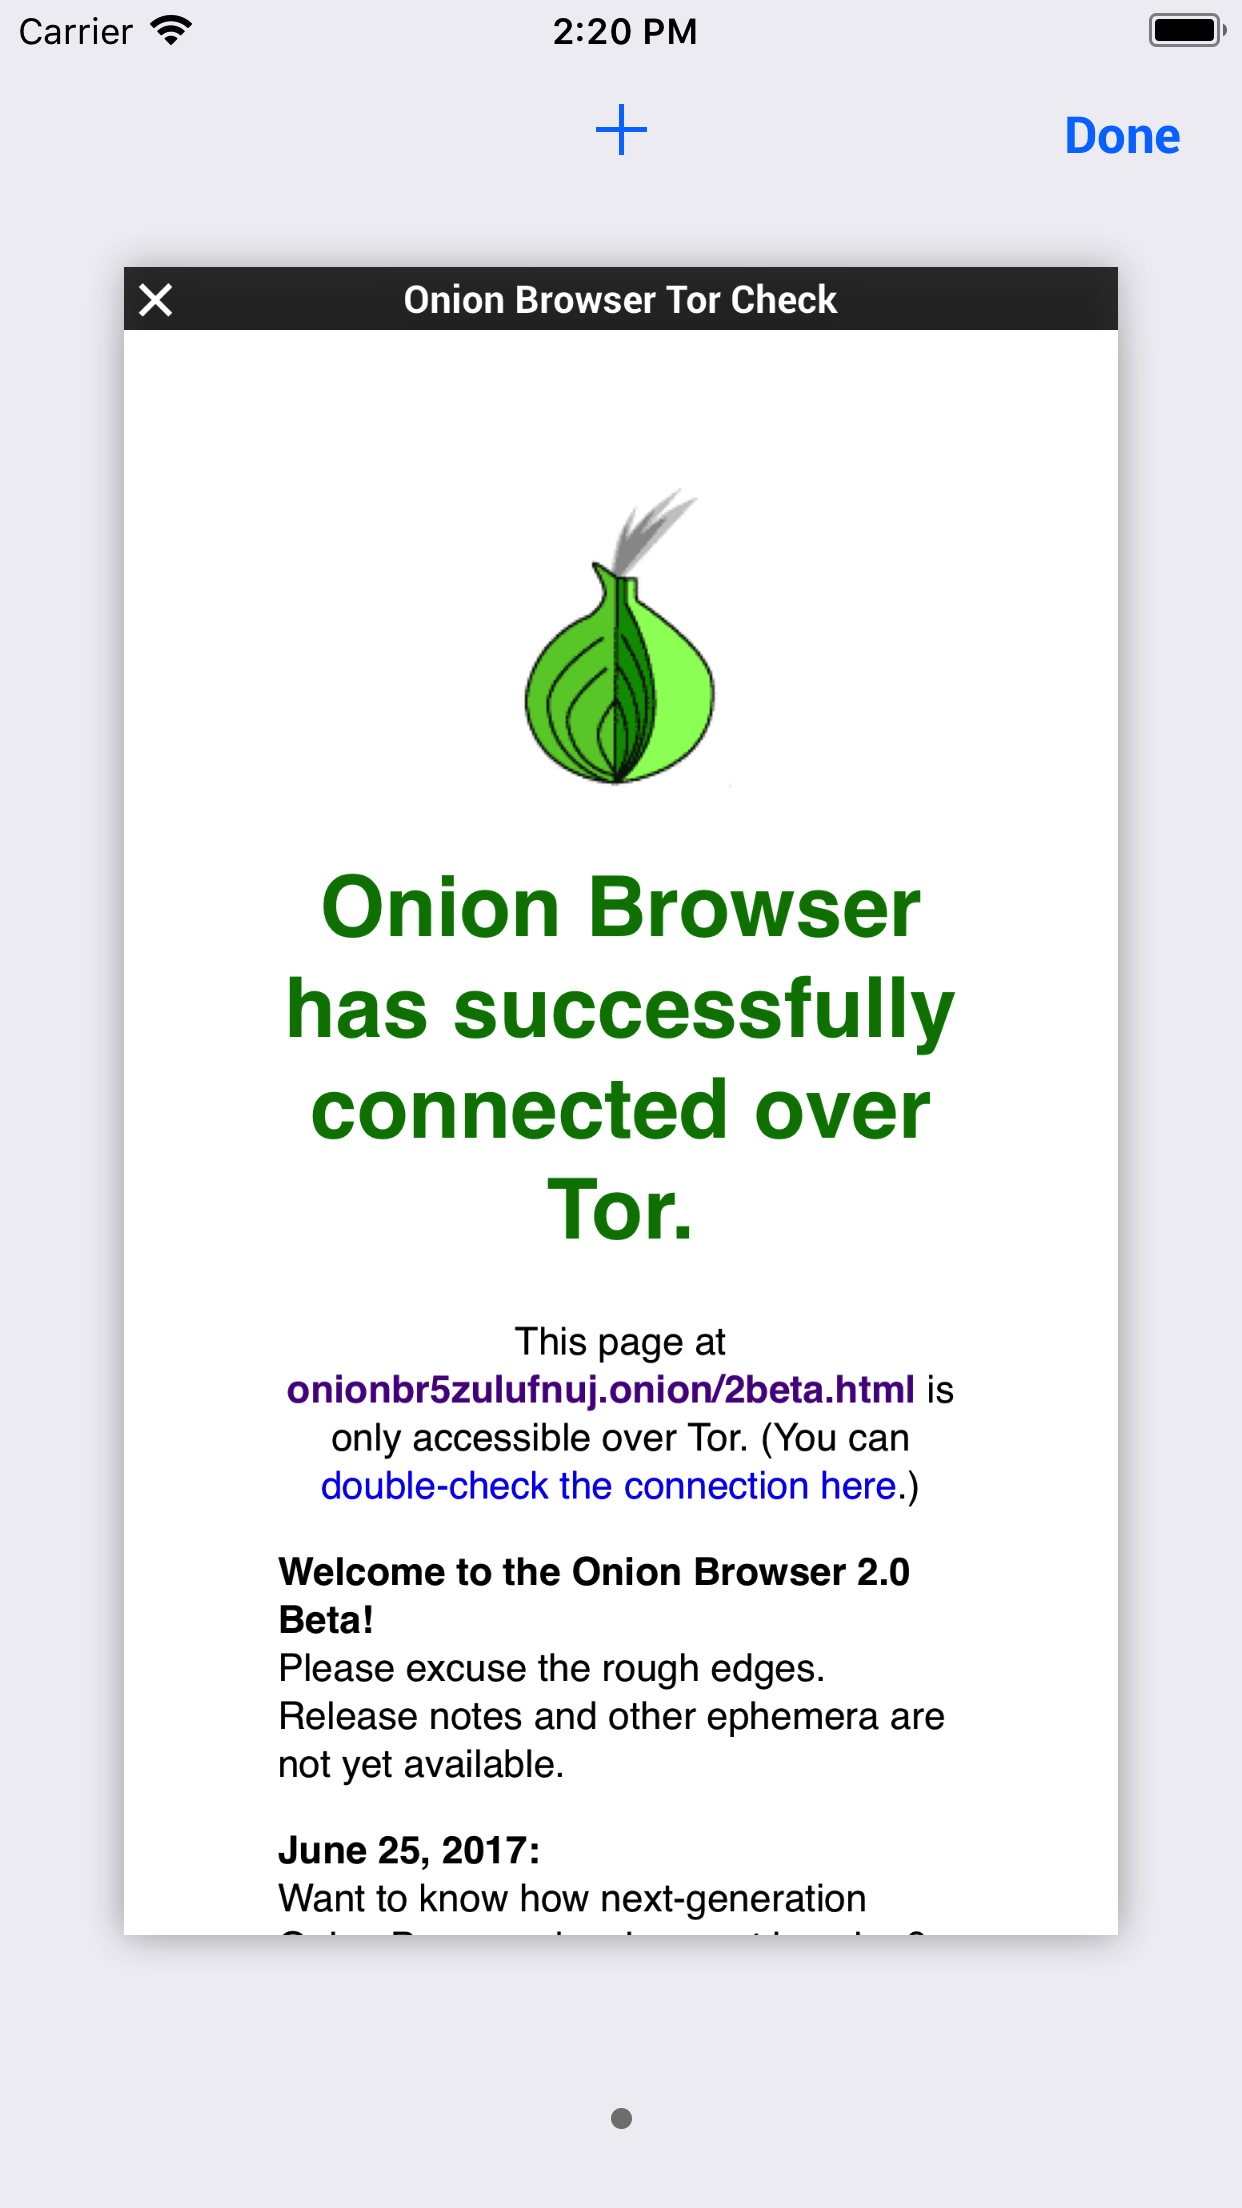 Carrier
2:20 PM
Done
Onion Browser Tor Check
Onion Browser
has successfully
connected over
Tor.
This page at
onionbr5zulufnuj.onion/2beta.html is
only accessible over Tor. (You can
double-check the connection here.)
Welcome to the Onion Browser 2.0
Beta!
Please excuse the rough edges.
Release notes and other ephemera are
not yet available.
June 25, 2017:
Want to know how next-generation